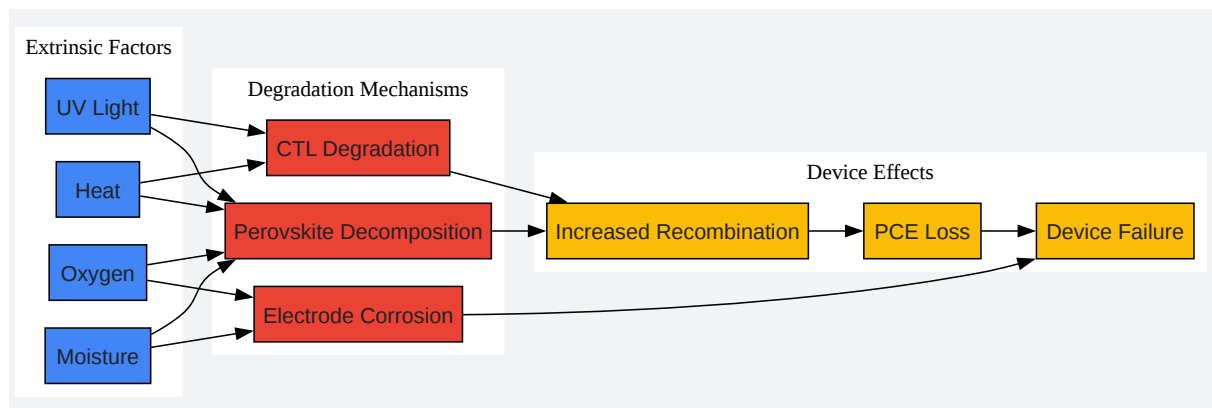 Extrinsic Factors
UV Light
Heat
Oxygen
Moisture
Degradation Mechanisms
CTL Degradation
Perovskite Decomposition
Electrode Corrosion
Device Effects
Increased Recombination
PCE Loss
Device Failure